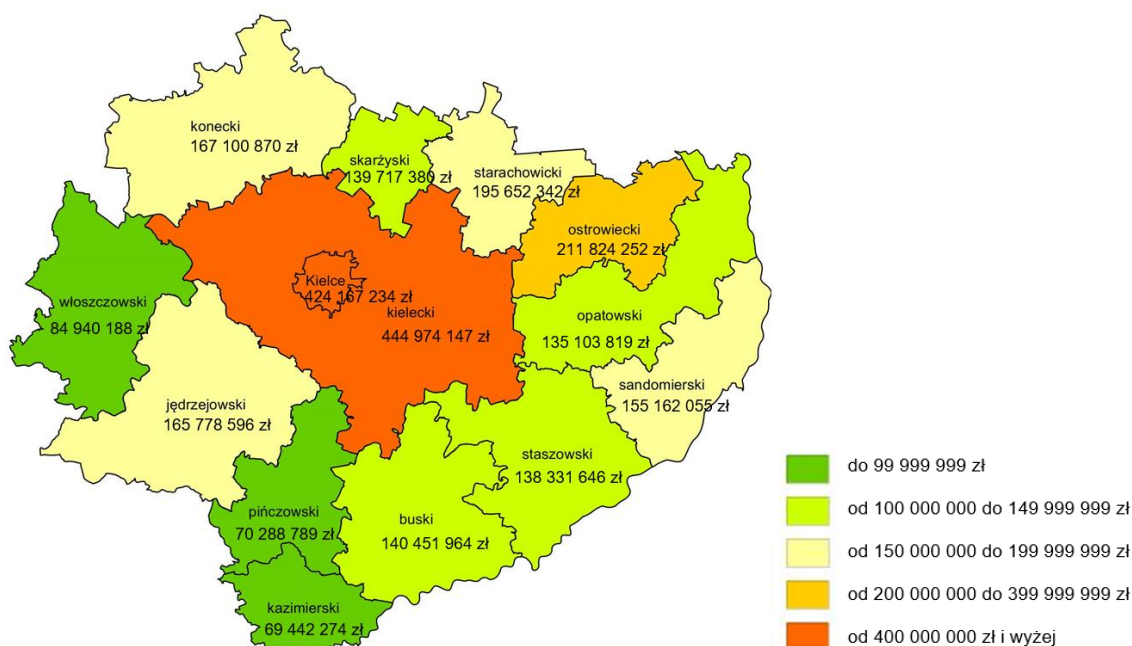 konecki
167 100 870 zł
skarżyski
139 717 380 zł
starachowicki
195 652 342 zł
ostrowiecki
211 824 252 zł
Kielce
424 167 234 zł
kielecki
444 974 147 zł
włoszczowski
84 940 188 zł
opatowski
135 103 819 zł
sandomierski
155 162 055 zł
jędrzejowski
165 778 596 zł
staszowski
138 331 646 zł
pińczowski
70 288 789 zł
buski
140 451 964 zł
kazimierski
69 442 274 zł
do 99 999 999 zł
od 100 000 000 do 149 999 999 zł
od 150 000 000 do 199 999 999 zł
od 200 000 000 do 399 999 999 zł
od 400 000 000 zł i wyżej